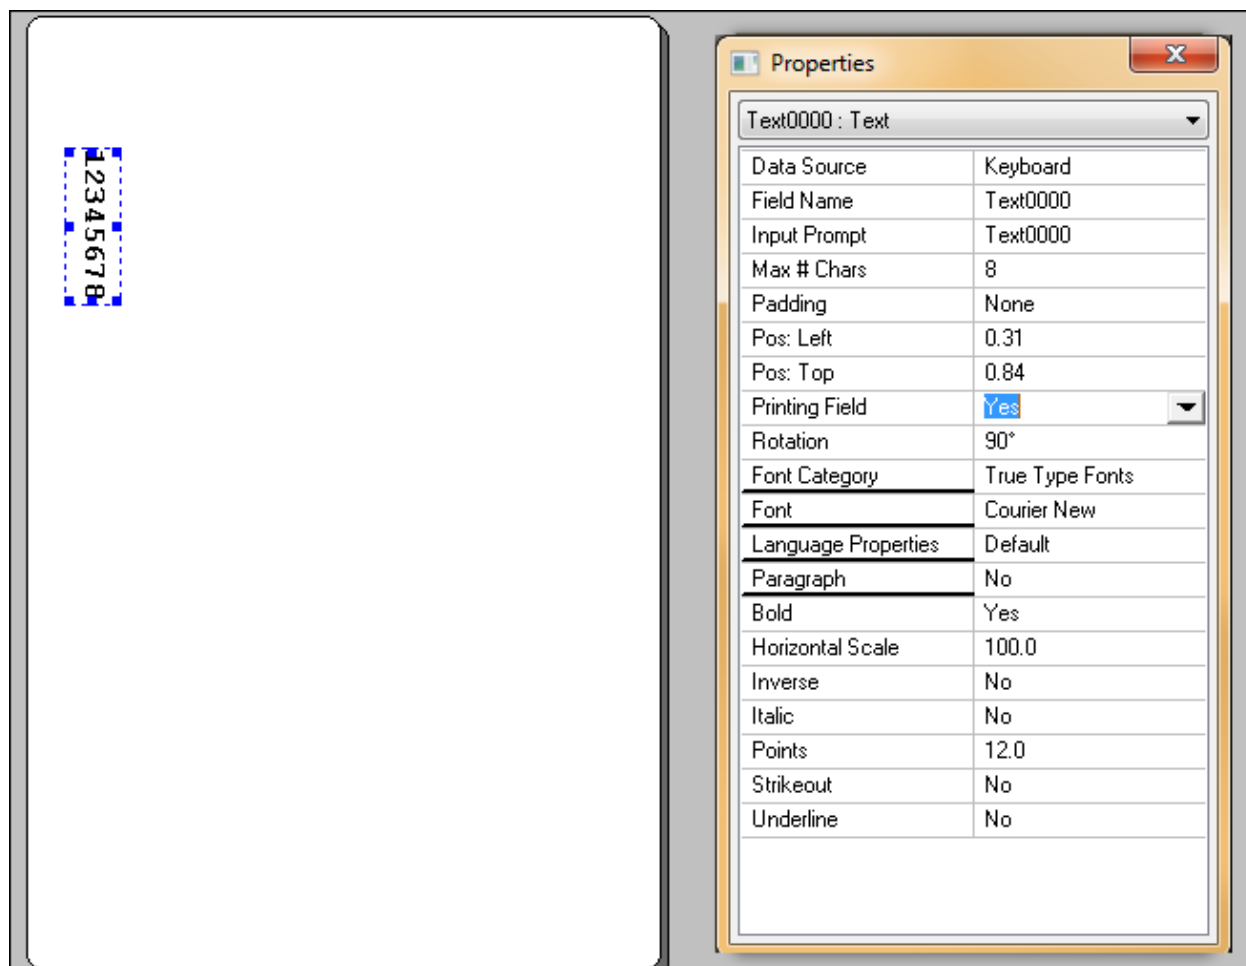 12345678
Properties
Text0000 : Text
Data Source Keyboard
Field Name Text0000
Input Prompt Text0000
Max # Chars 8
Padding None
Pos: Left 0.31
Pos: Top 0.84
Printing Field Yes
Rotation 90°
Font Category True Type Fonts
Font Courier New
Language Properties Default
Paragraph No
Bold Yes
Horizontal Scale 100.0
Inverse No
Italic No
Points 12.0
Strikeout No
Underline No